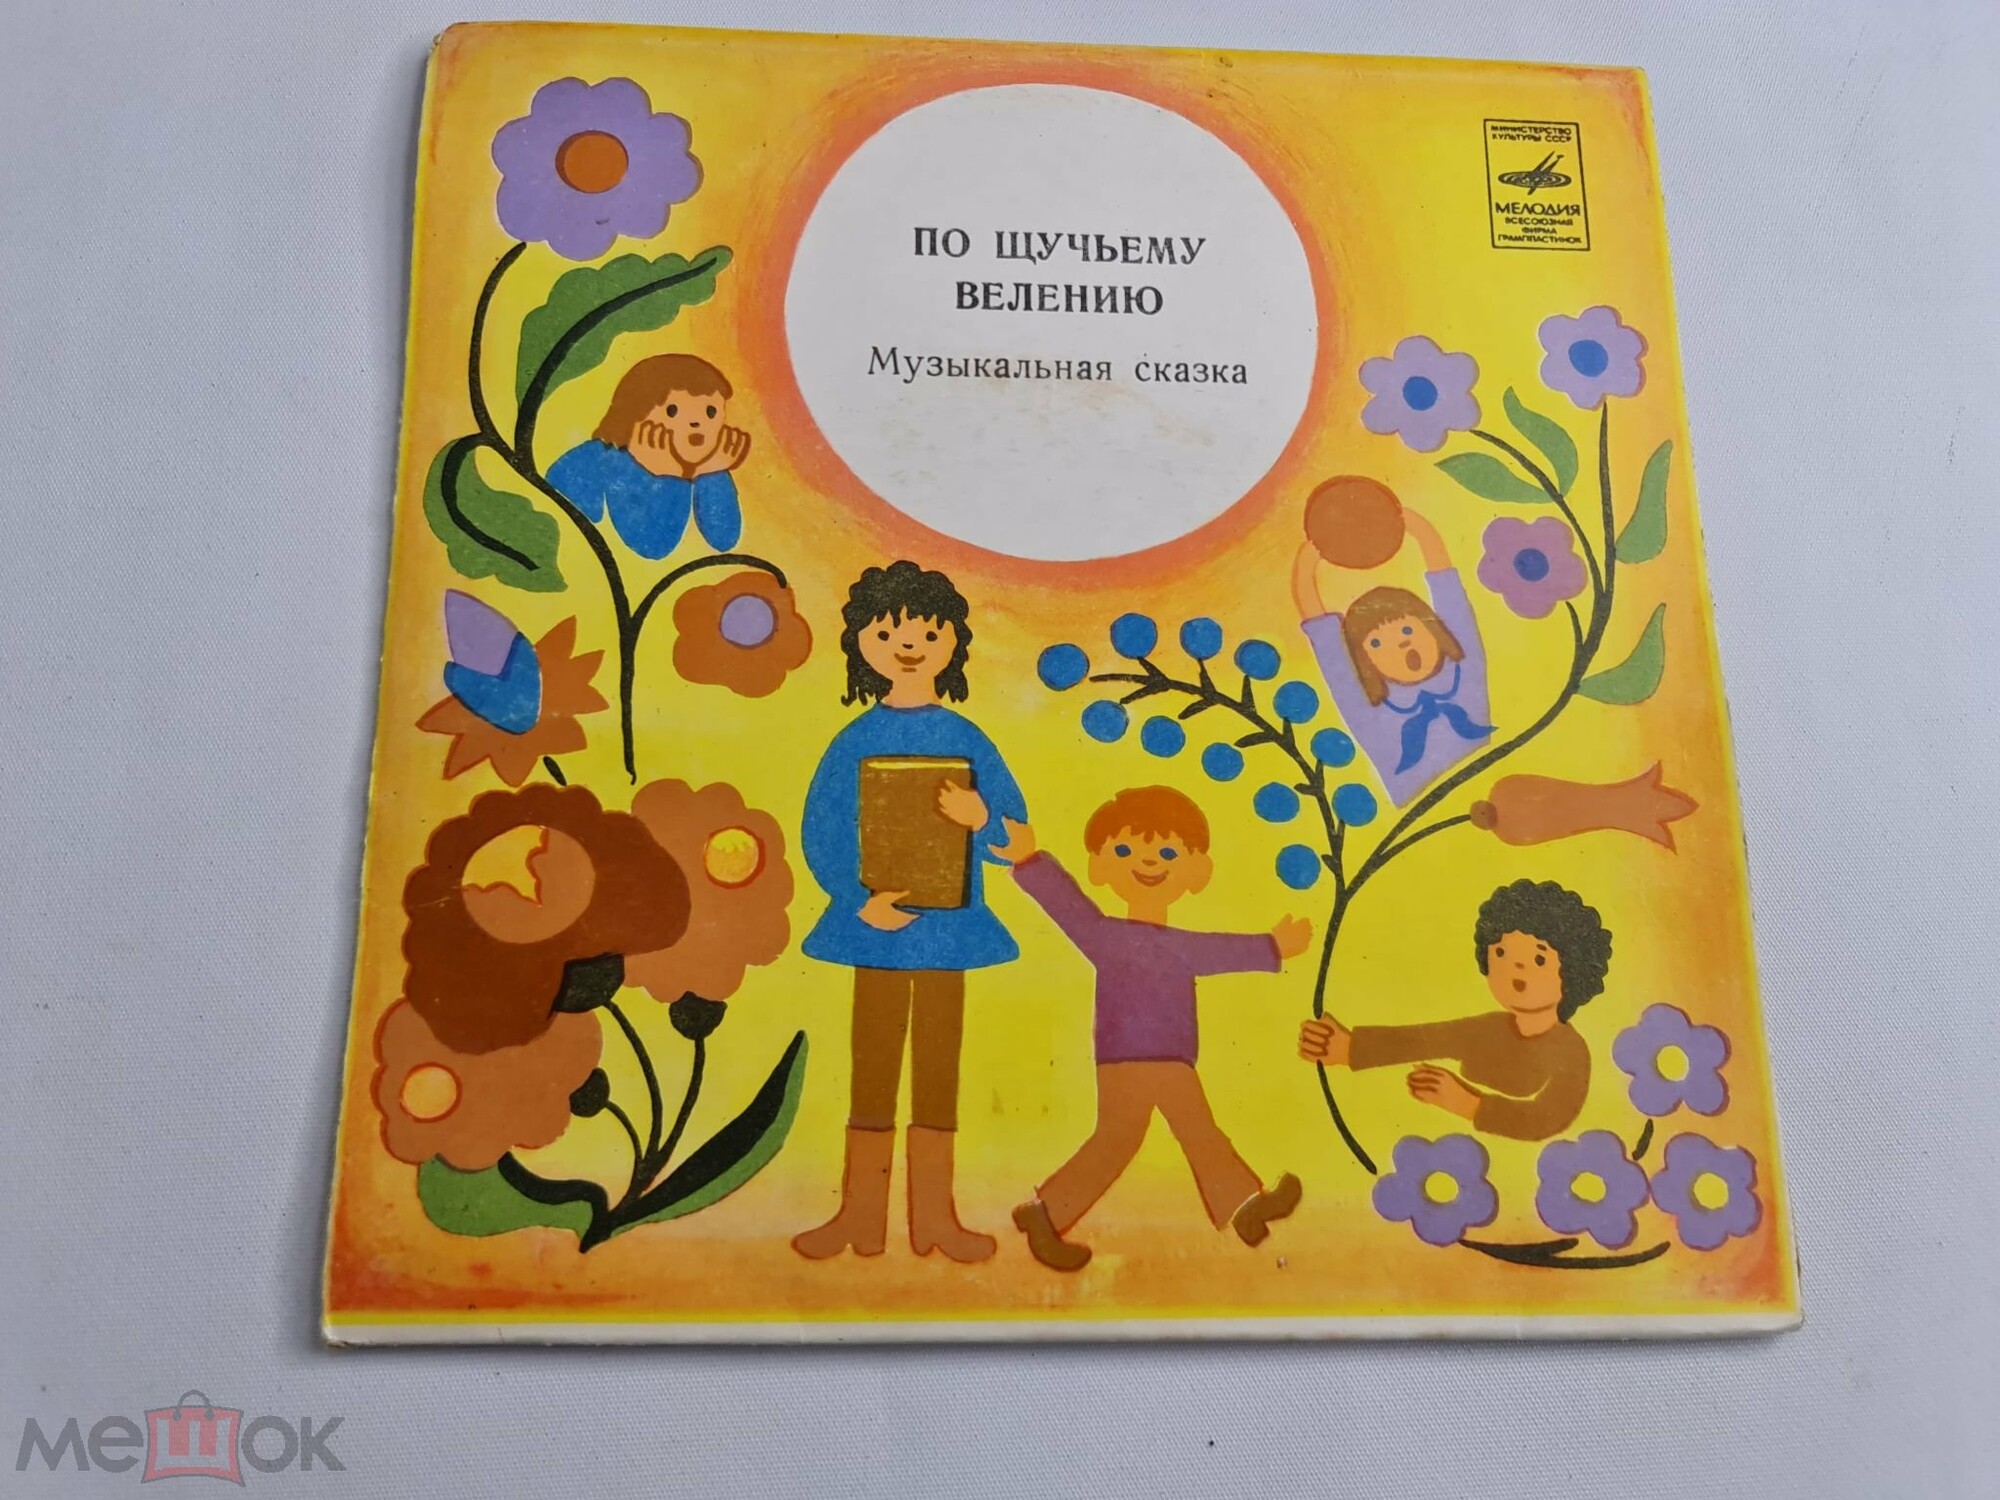 ПО ЩУЧЬЕМУ
ВЕЛЕНИЮ
Музыкальная сказка
МИНИСТЕРСТВО
КУЛЬТУРЫ СССР
МЕЛОДИЯ
ВСЕСОЮЗНАЯ
ФИРМА
ГРАМПЛАСТИНОК
мешок